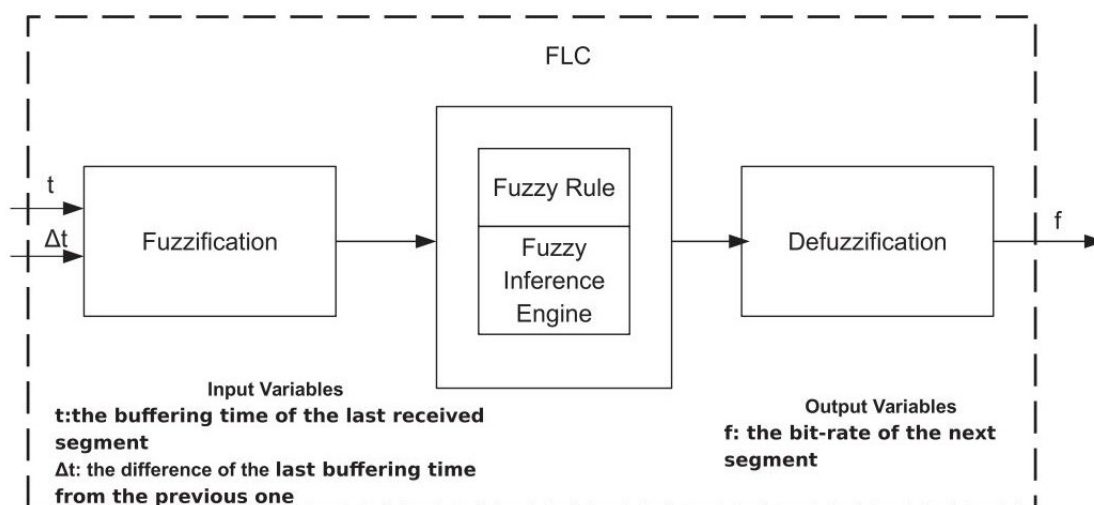 FLC
t
Δt
Fuzzification
Fuzzy Rule
Fuzzy
Inference
Engine
Defuzzification
f
Input Variables
t:the buffering time of the last received
segment
Δt: the difference of the last buffering time
from the previous one
Output Variables
f: the bit-rate of the next
segment